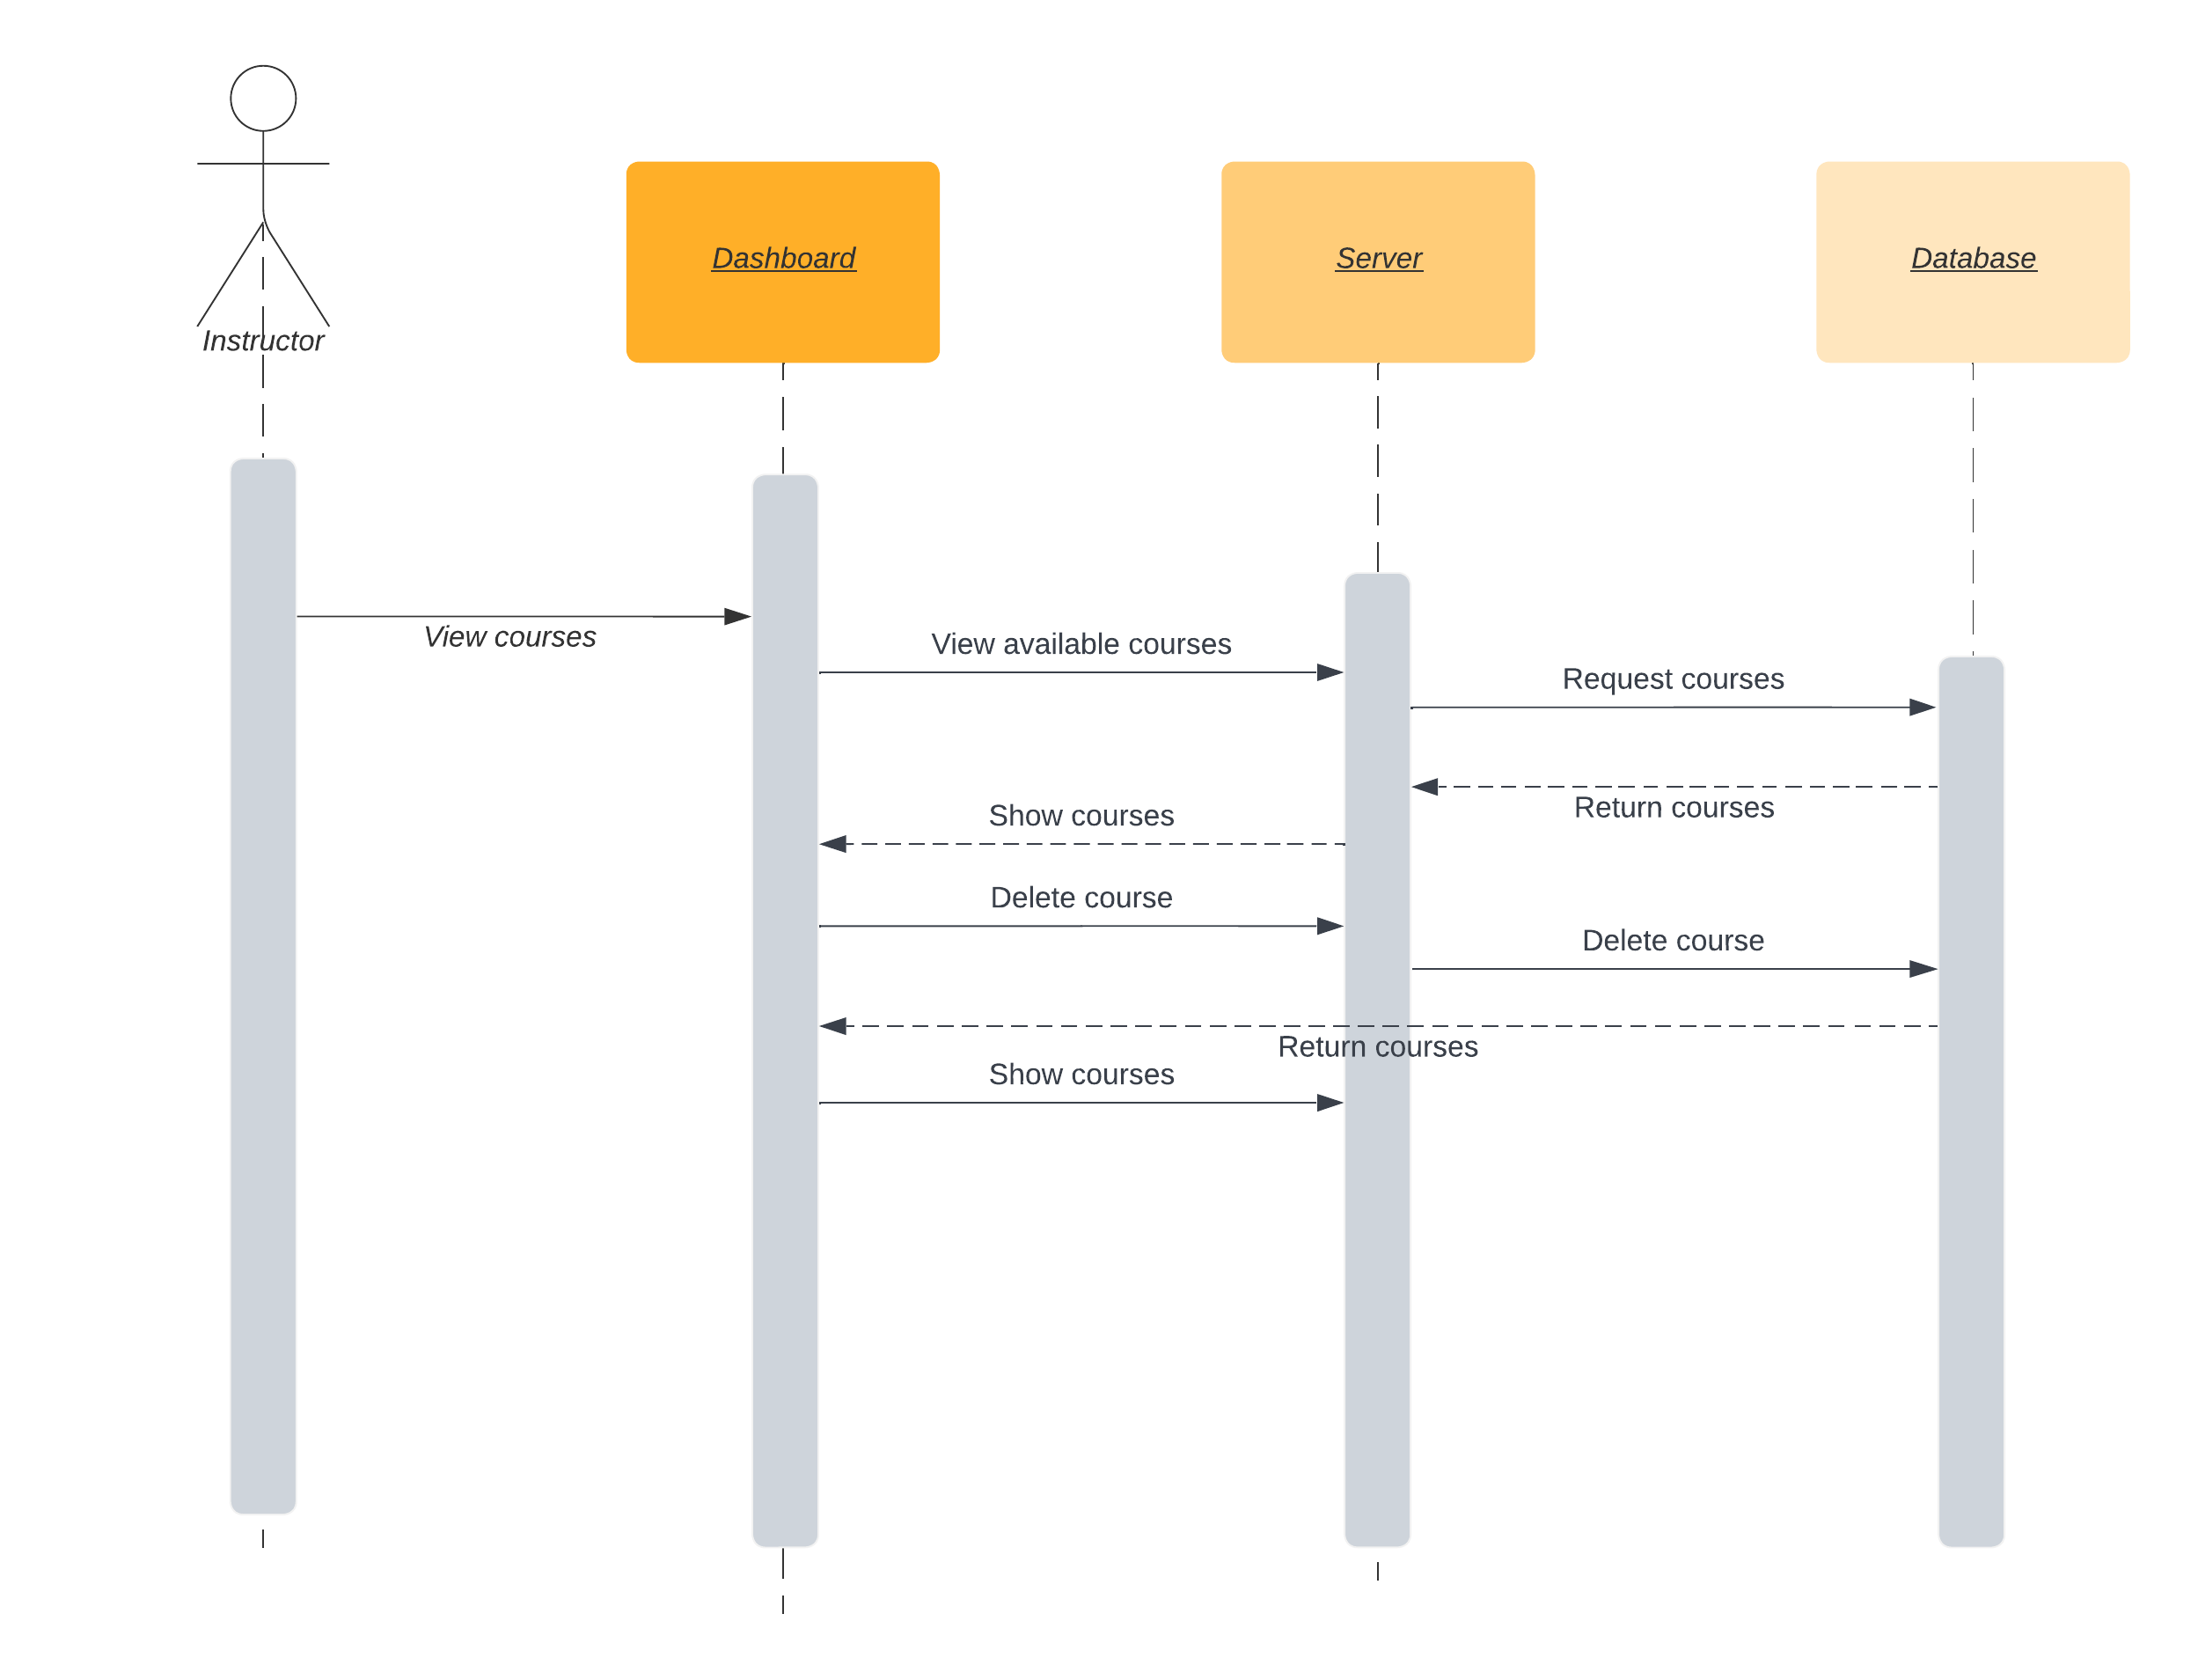 Dashboard
Server
Database
Instructor
View courses
View available courses
Request courses
Return courses
Show courses
Delete course
Delete course
Return courses
Show courses